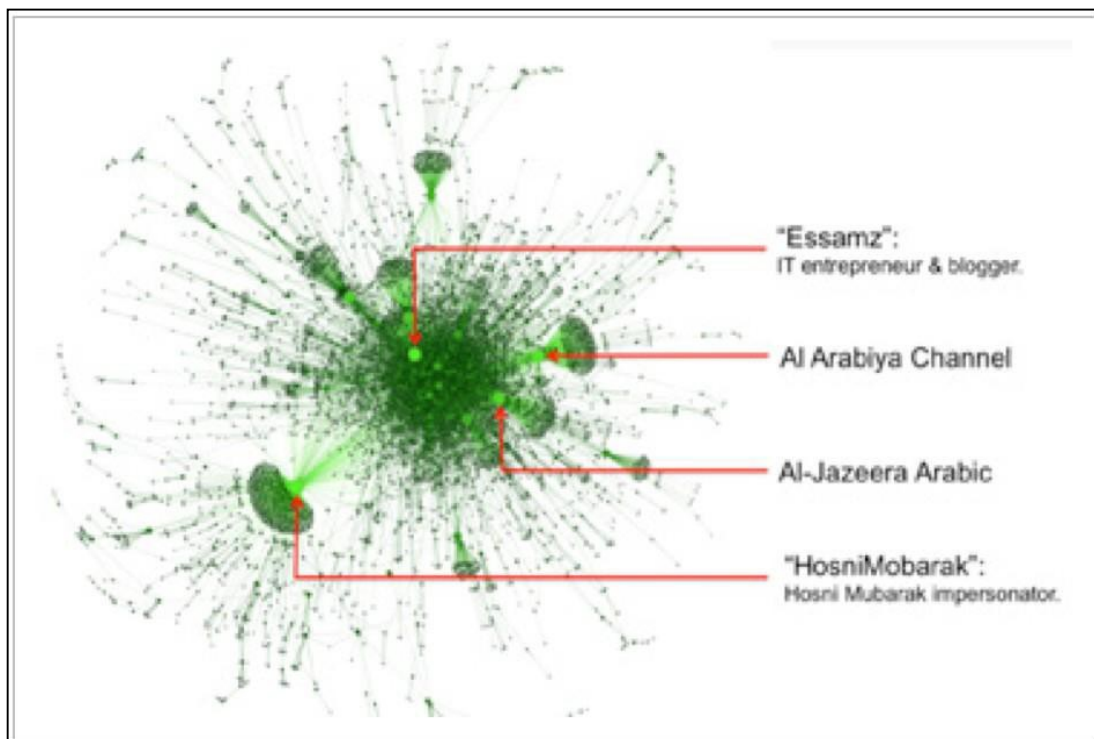 "Essamz":
IT entrepreneur & blogger.
Al Arabiya Channel
Al-Jazeera Arabic
"HosniMobarak":
Hosni Mubarak impersonator.